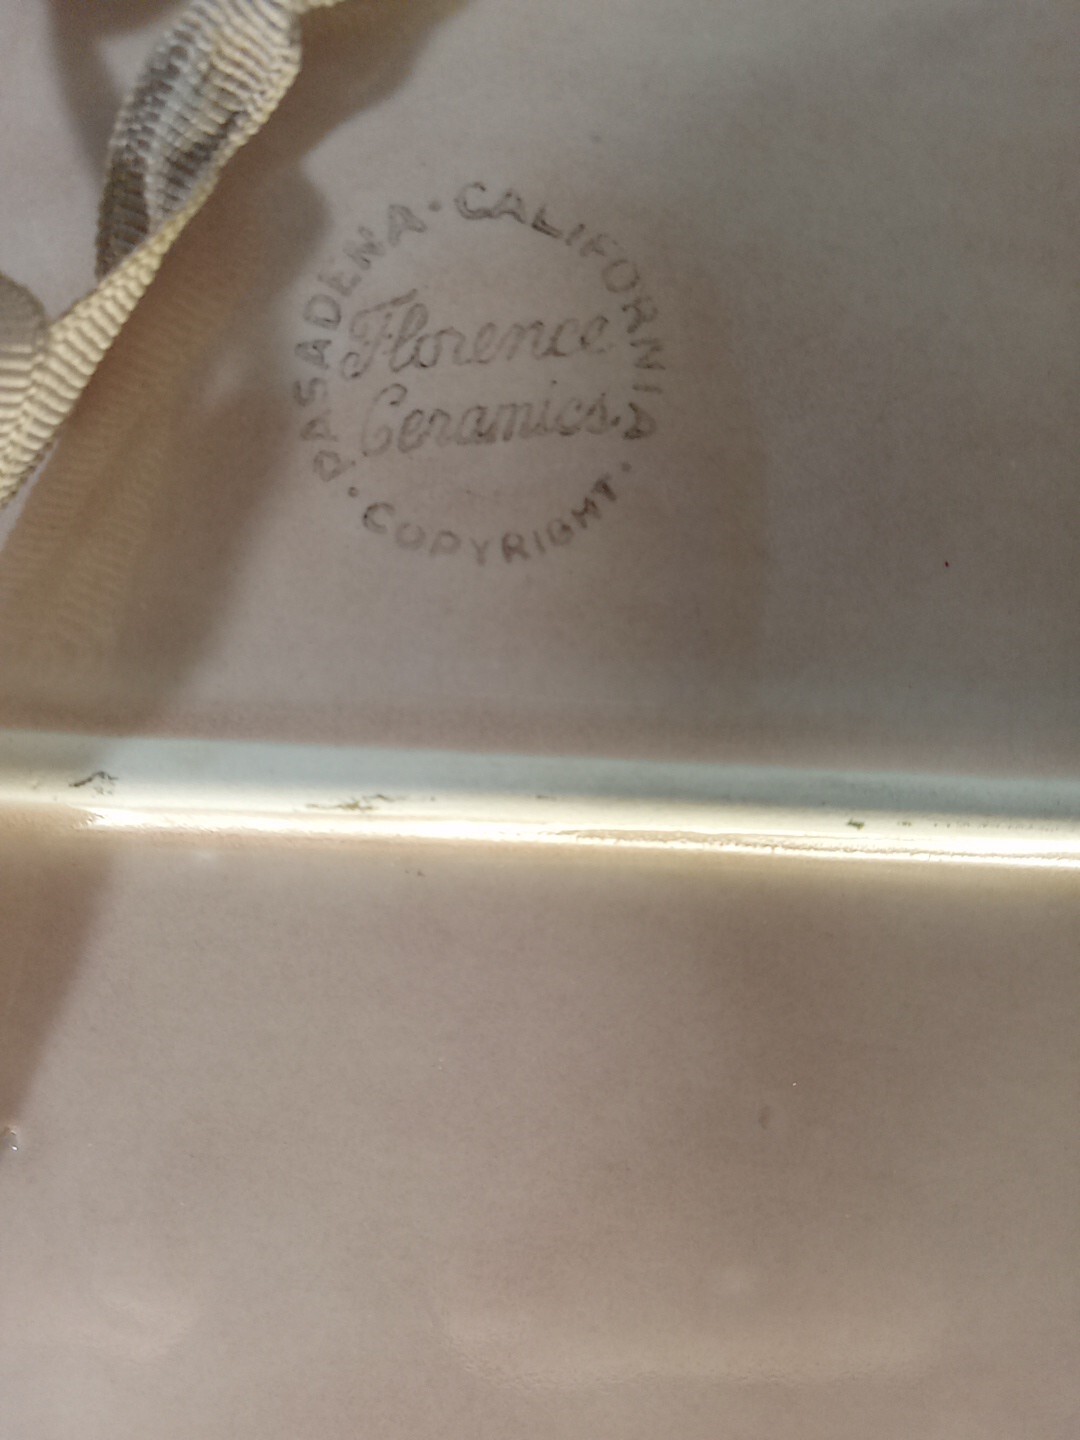 PASADENA · CALIFORNIA
Florence
Ceramics.
· COPYRIGHT ·